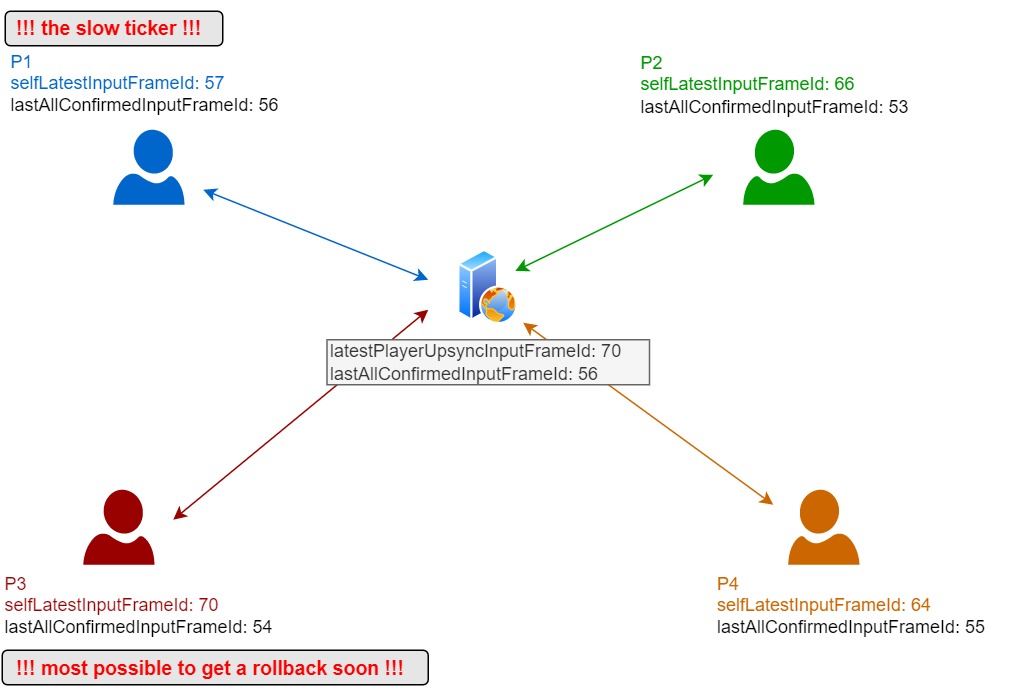 !!! the slow ticker !!!
P1
selfLatestInputFrameId: 57
lastAllConfirmedInputFrameId: 56
P2
selfLatestInputFrameId: 66
lastAllConfirmedInputFrameId: 53
latestPlayerUpsyncInputFrameId: 70
lastAllConfirmedInputFrameId: 56
P3
selfLatestInputFrameId: 70
lastAllConfirmedInputFrameId: 54
!!! most possible to get a rollback soon !!!
P4
selfLatestInputFrameId: 64
lastAllConfirmedInputFrameId: 55